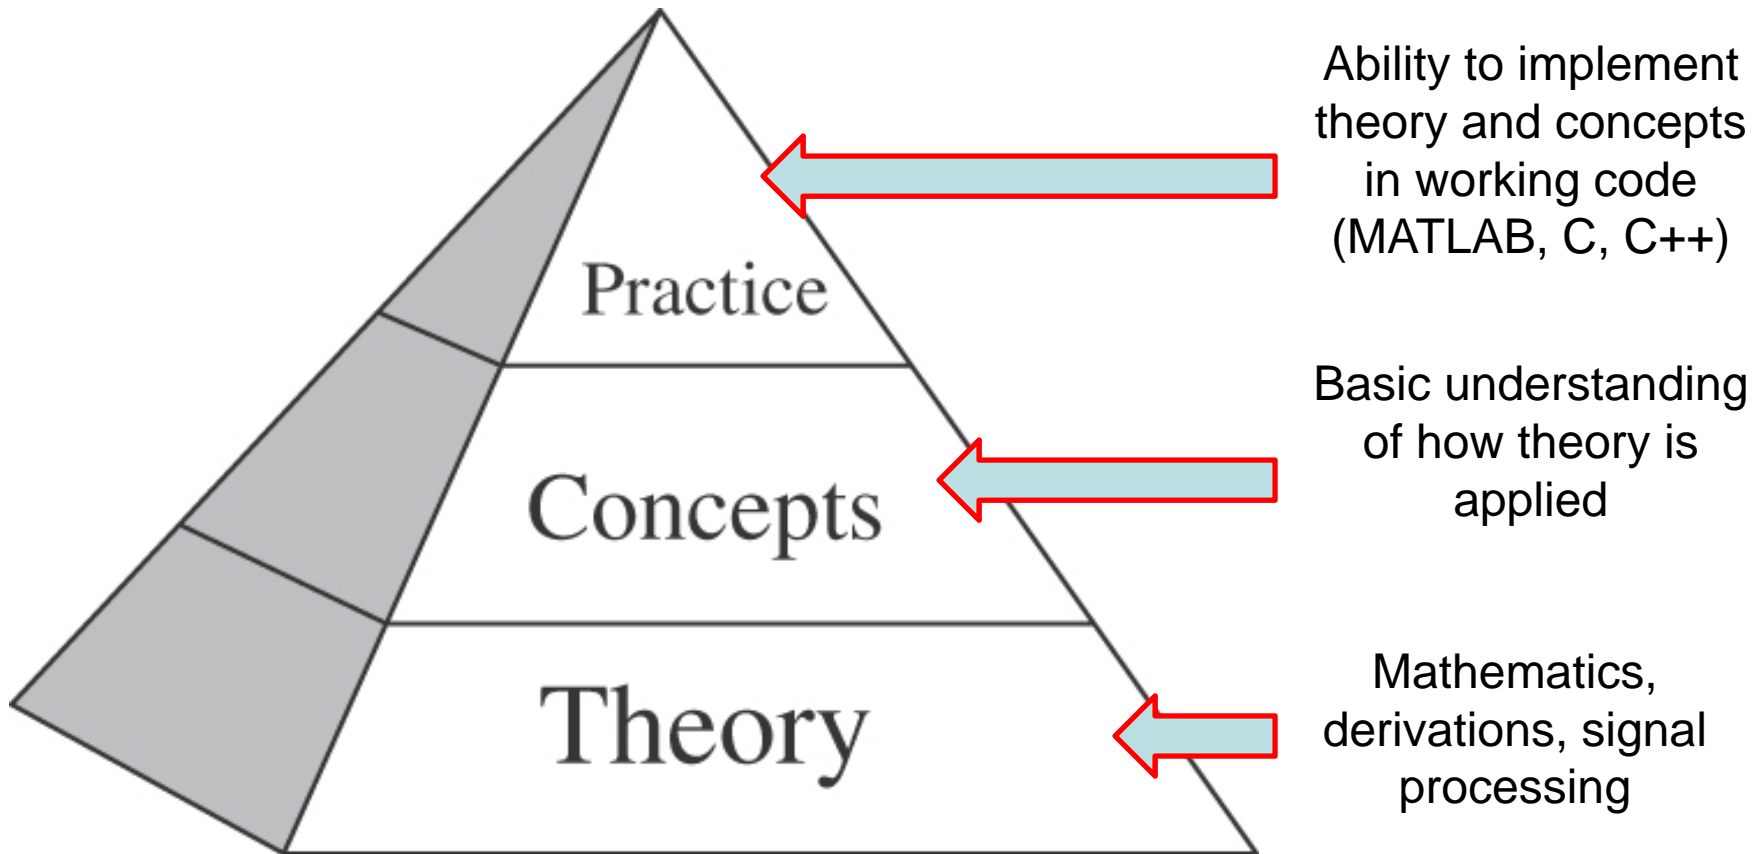 Ability to implement
theory and concepts
in working code
(MATLAB, C, C++)
Practice
Basic understanding
of how theory is
applied
Concepts
Mathematics,
derivations, signal
processing
Theory